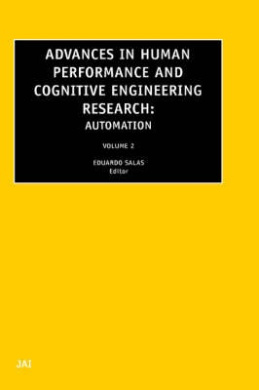 ADVANCES IN HUMAN
PERFORMANCE AND
COGNITIVE ENGINEERING
RESEARCH:
AUTOMATION
VOLUME 2
EDUARDO SALAS
Editor
JAI